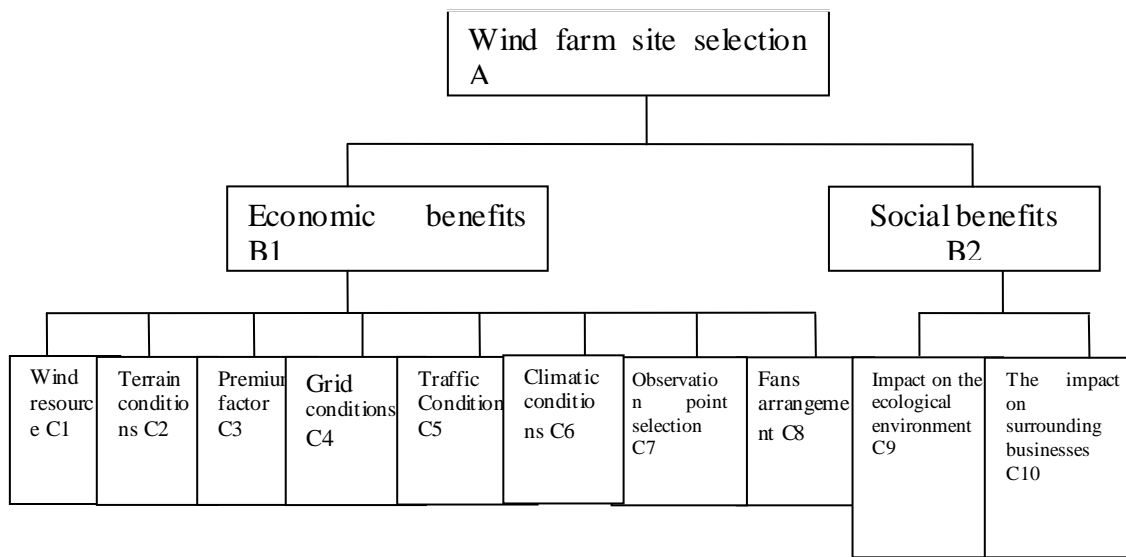 Wind farm site selection
A
Economic benefits
B1
Social benefits
B2
Wind
resourc
e C1
Terrain
conditio
ns C2
Premium
factor
C3
Grid
conditions
C4
Traffic
Condition
C5
Climatic
conditio
ns C6
Observatio
n point
selection
C7
Fans
arrangeme
nt C8
Impact on the
ecological
environment
C9
The impact
on
surrounding
businesses
C10